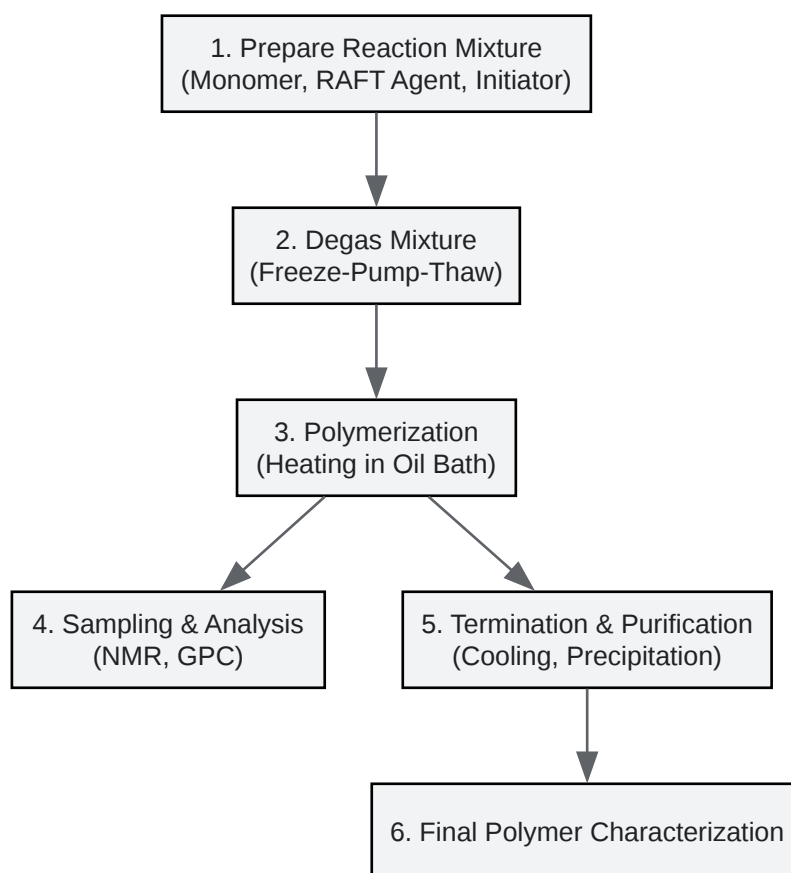 1. Prepare Reaction Mixture
(Monomer, RAFT Agent, Initiator)
2. Degas Mixture
(Freeze-Pump-Thaw)
3. Polymerization
(Heating in Oil Bath)
4. Sampling & Analysis
(NMR, GPC)
5. Termination & Purification
(Cooling, Precipitation)
6. Final Polymer Characterization